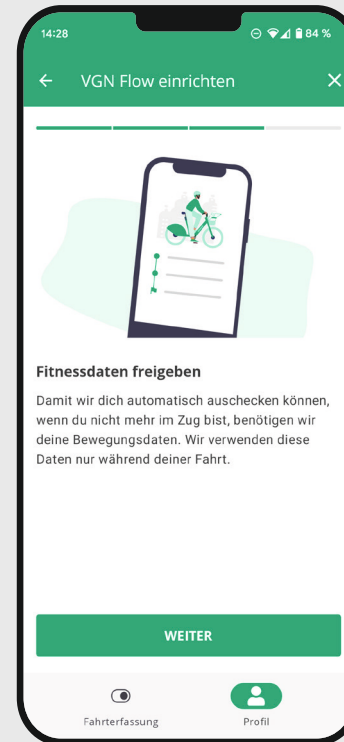 14:28
84 %
VGN Flow einrichten
Fitnessdaten freigeben
Damit wir dich automatisch auschecken können,
wenn du nicht mehr im Zug bist, benötigen wir
deine Bewegungsdaten. Wir verwenden diese
Daten nur während deiner Fahrt.
WEITER
Fahrterfassung
Profil